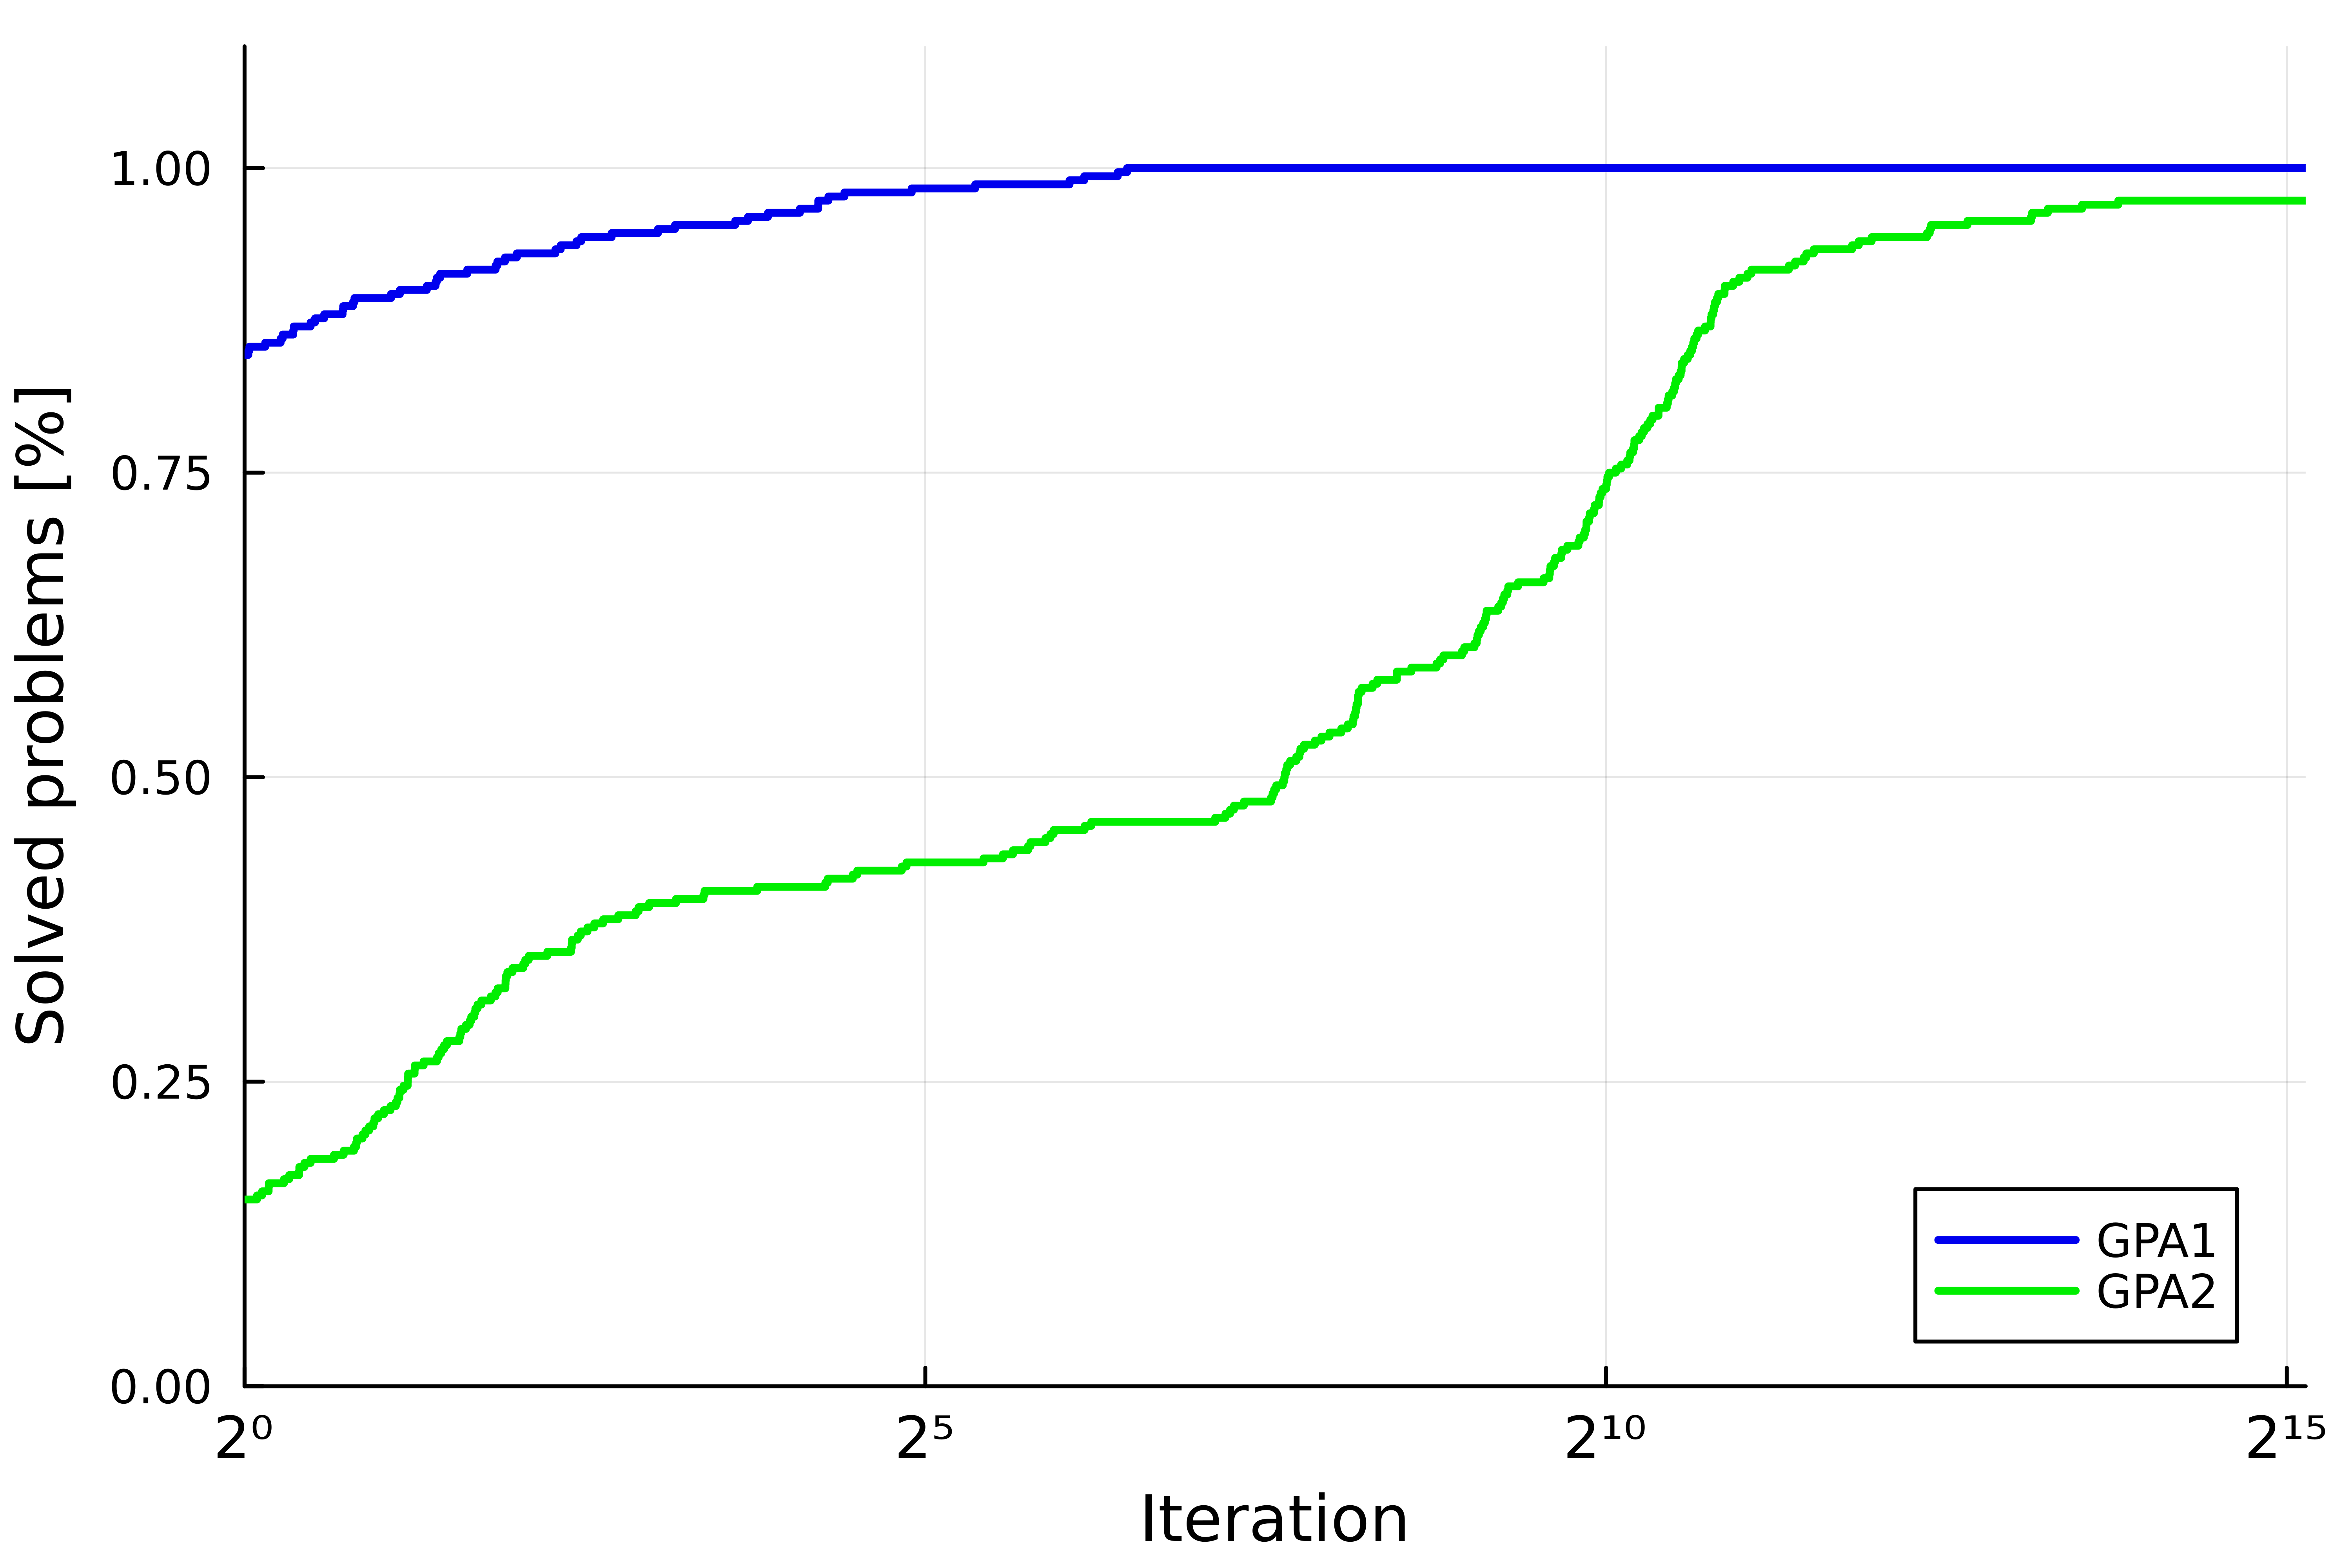 1.00
0.75
0.50
0.25
0.00
Solved problems [%]
2⁰
2⁵
2¹⁰
2¹⁵
Iteration
GPA1
GPA2